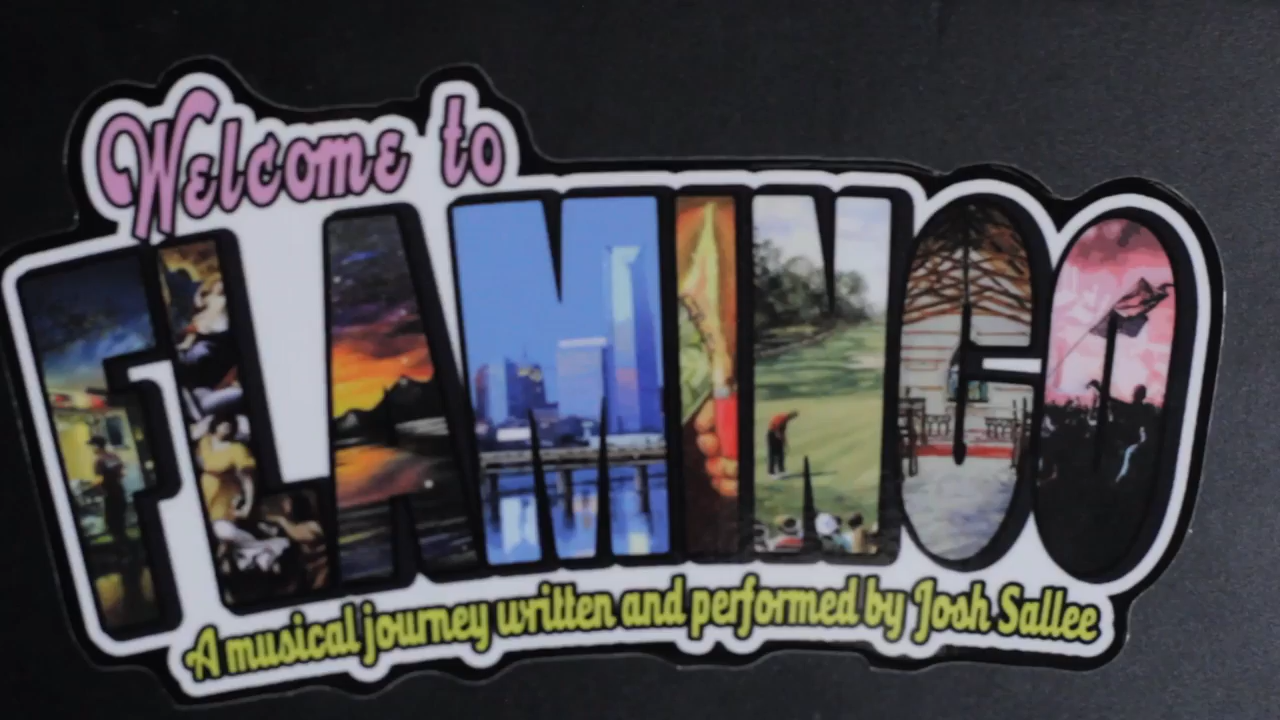 Welcome to
FLAMINGO
A musical journey written and performed by Josh Sallee